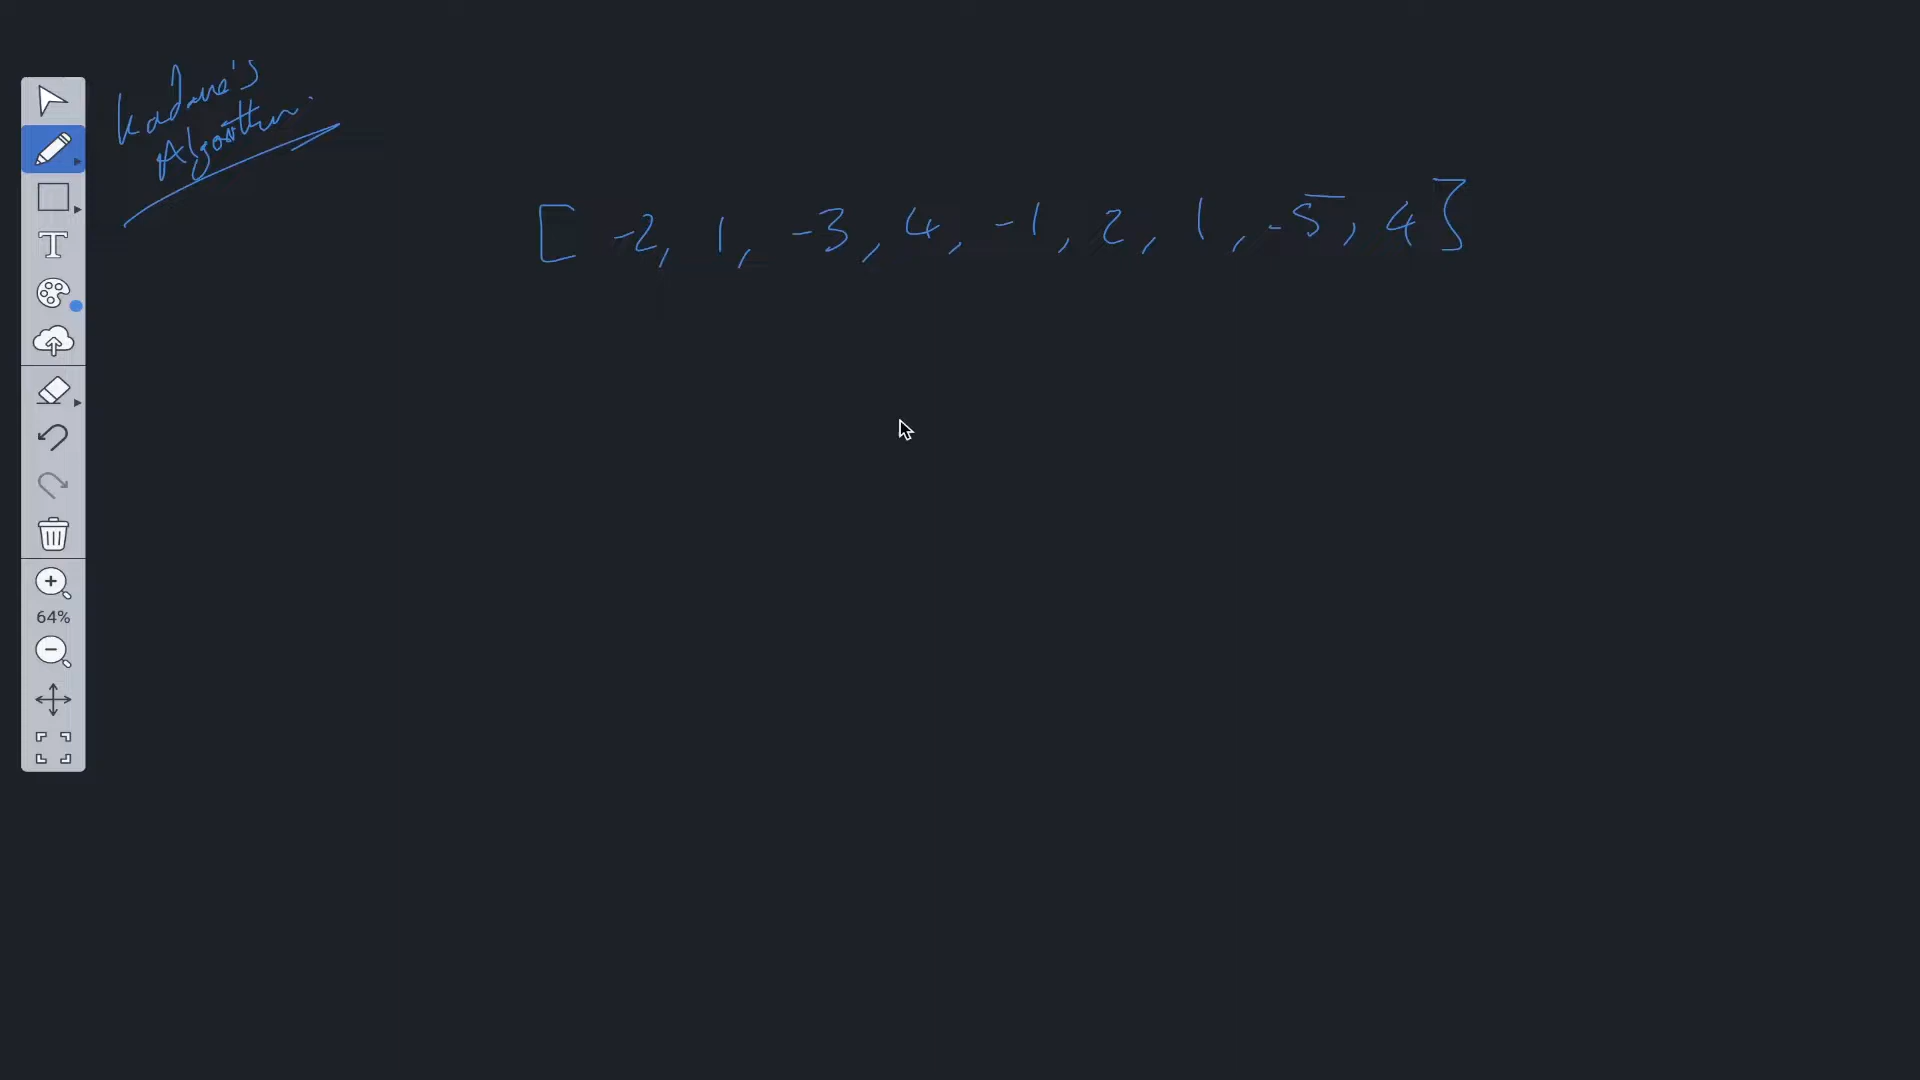 Kadane's
Algorithm.
[ -2, 1, -3, 4, -1, 2, 1, -5, 4 ]
T
64%